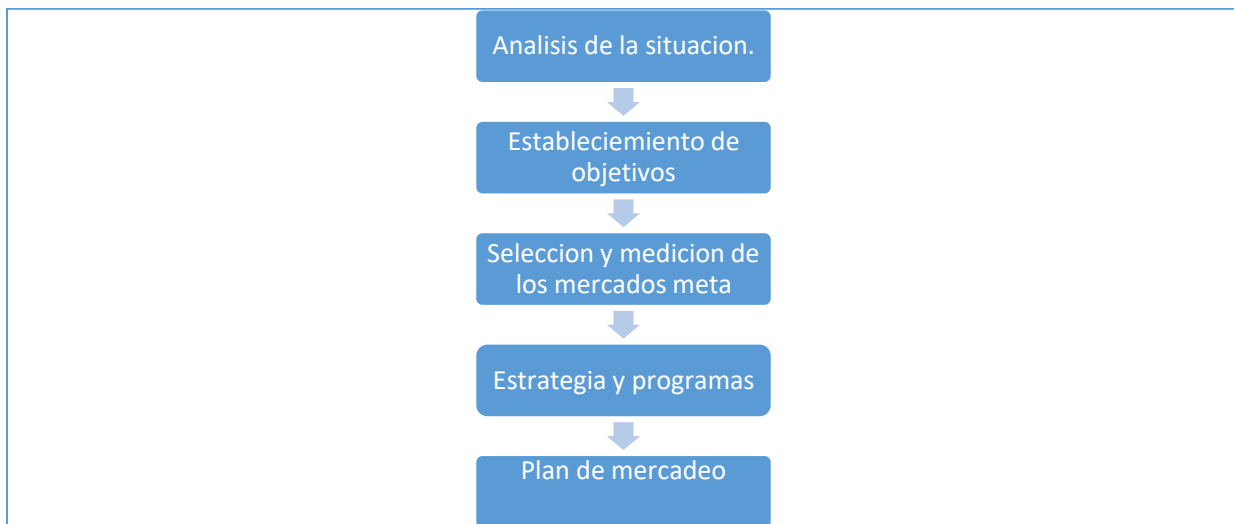 Analisis de la situacion.
Estableciemiento de
objetivos
Seleccion y medicion de
los mercados meta
Estrategia y programas
Plan de mercadeo